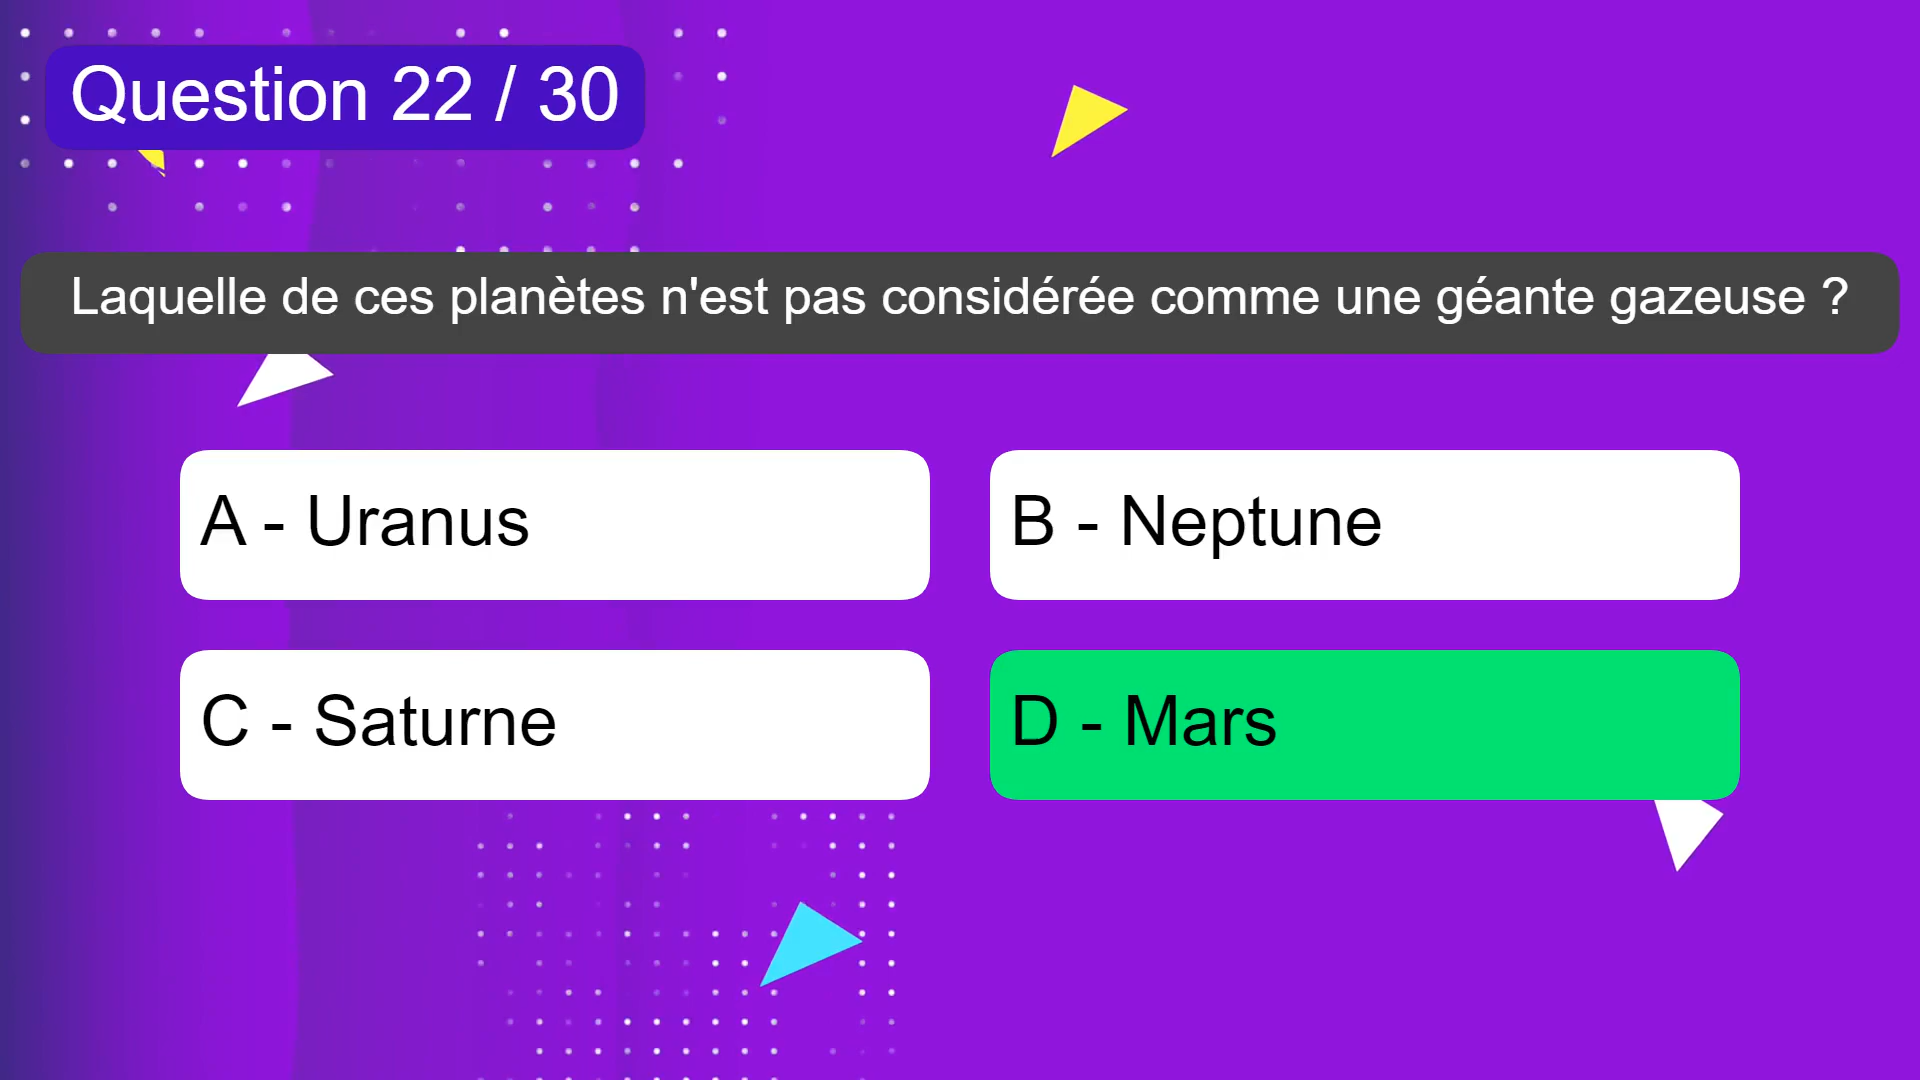 Question 22 / 30
Laquelle de ces planètes n'est pas considérée comme une géante gazeuse ?
A - Uranus
B - Neptune
C - Saturne
D - Mars